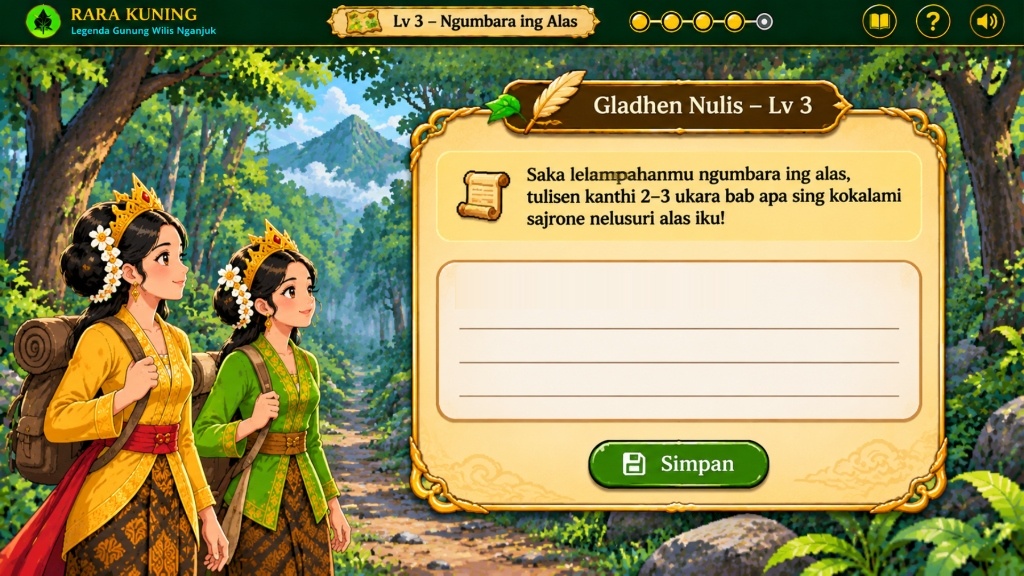 RARA KUNING
Legenda Gunung Wilis Nganjuk
Lv 3 – Ngumbara ing Alas
?
Gladhen Nulis – Lv 3
Saka lelampahanmu ngumbara ing alas,
tulisen kanthi 2–3 ukara bab apa sing kokalami
sajrone nelusuri alas iku!
Simpan